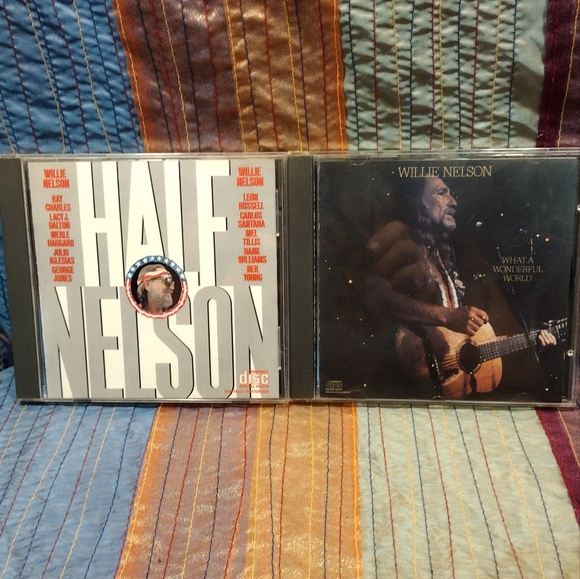 WILLIE
NELSON
RAY
CHARLES
LACY J.
DALTON
MERLE
HAGGARD
JULIO
IGLESIAS
GEORGE
JONES
HALF
NELSON
WILLIE
NELSON
LEON
RUSSELL
CARLOS
SANTANA
MEL
TILLIS
HANK
WILLIAMS
NEIL
YOUNG
COMPACT
disc
WILLIE NELSON
WHAT A
WONDERFUL
WORLD